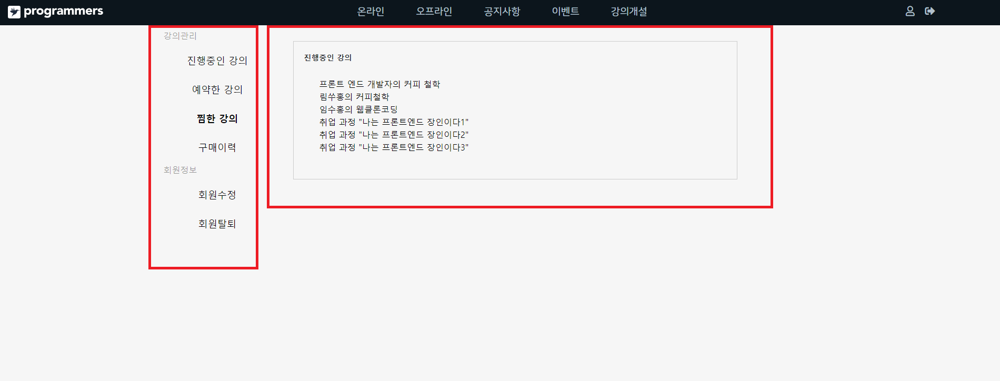 programmers
온라인 오프라인 공지사항 이벤트 강의개설
강의관리
진행중인 강의
예약한 강의
찜한 강의
구매이력
회원정보
회원수정
회원탈퇴
진행중인 강의
프론트 엔드 개발자의 커피 철학
림쑤홍의 커피철학
임수홍의 웹클론코딩
취업 과정 "나는 프론트엔드 장인이다1"
취업 과정 "나는 프론트엔드 장인이다2"
취업 과정 "나는 프론트엔드 장인이다3"